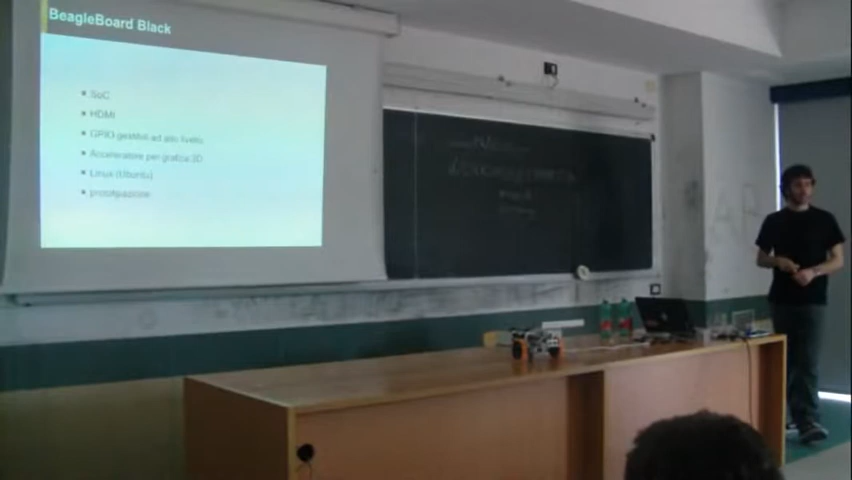 BeagleBoard Black
SoC
HDMI
GPIO gestibili ad alto livello
Acceleratore per grafica 3D
Linux (Ubuntu)
prototipazione